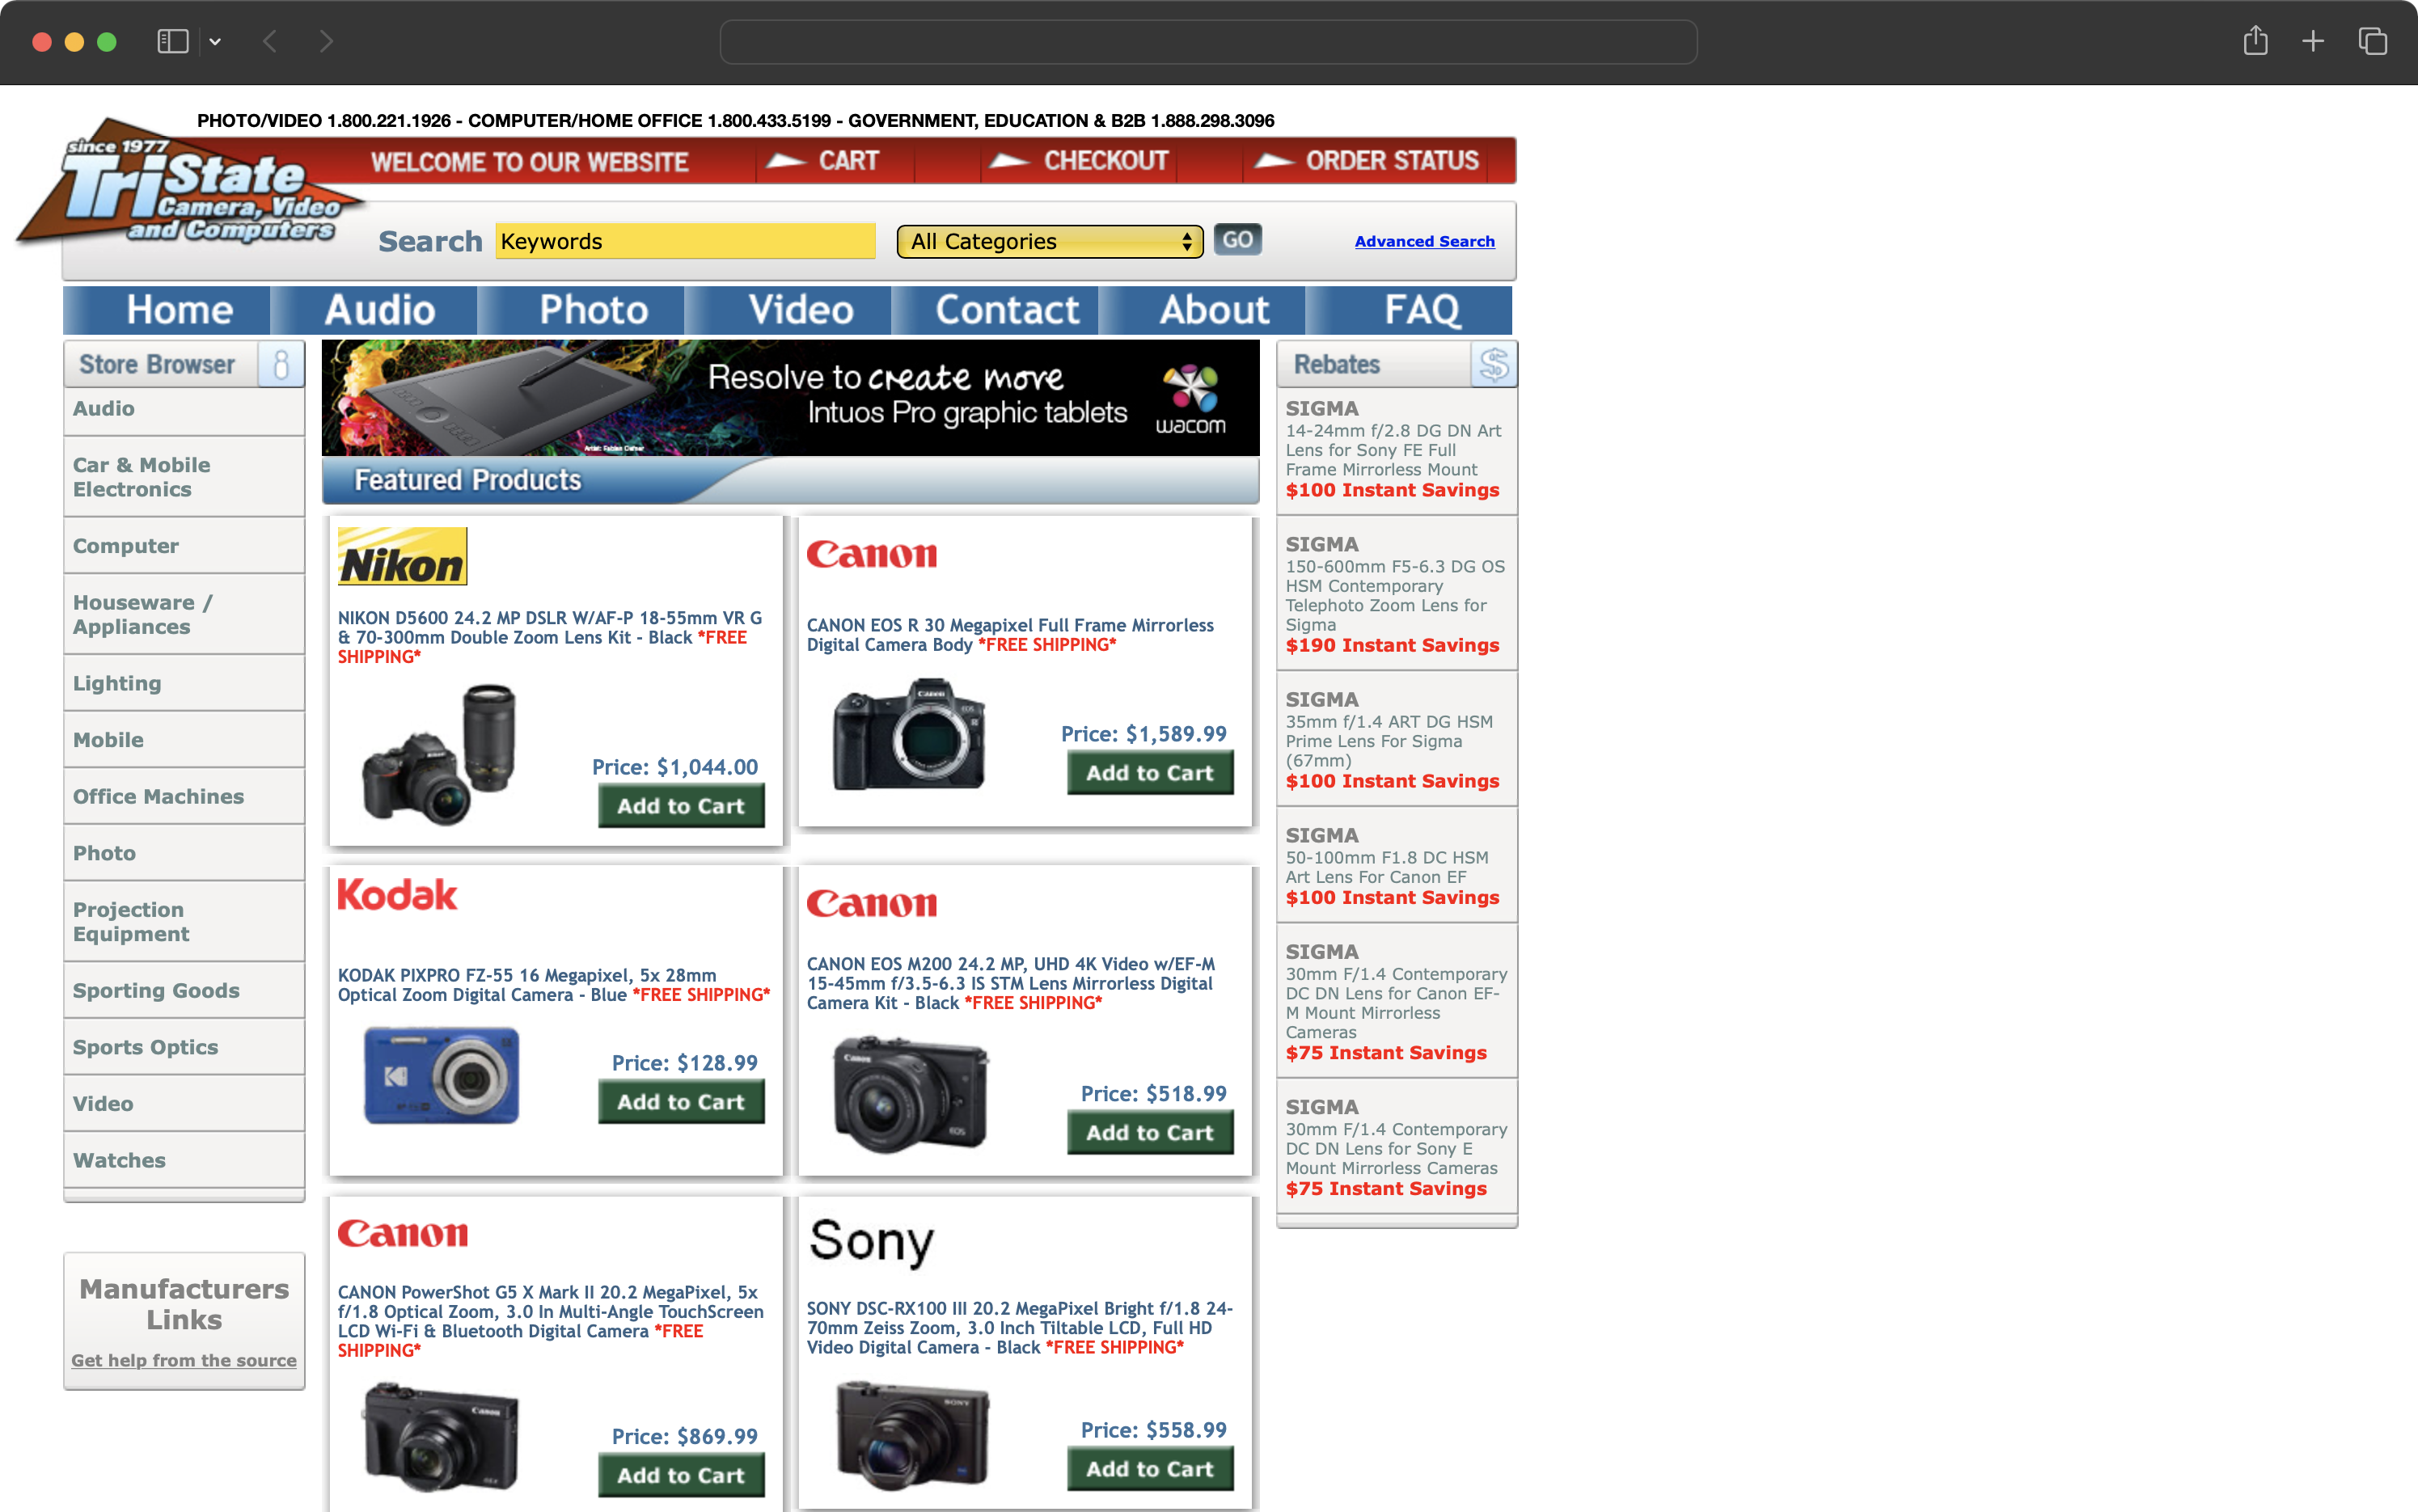 PHOTO/VIDEO 1.800.221.1926 - COMPUTER/HOME OFFICE 1.800.433.5199 - GOVERNMENT, EDUCATION & B2B 1.888.298.3096
since 1977
TriState
Camera, Video
and Computers
WELCOME TO OUR WEBSITE
CART
CHECKOUT
ORDER STATUS
Search
Keywords
All Categories
GO
Advanced Search
Home
Audio
Photo
Video
Contact
About
FAQ
Store Browser
Audio
Car & Mobile
Electronics
Computer
Houseware /
Appliances
Lighting
Mobile
Office Machines
Photo
Projection
Equipment
Sporting Goods
Sports Optics
Video
Watches
Manufacturers
Links
Get help from the source
Resolve to create more
Intuos Pro graphic tablets
wacom
Featured Products
Nikon
NIKON D5600 24.2 MP DSLR W/AF-P 18-55mm VR G
& 70-300mm Double Zoom Lens Kit - Black *FREE
SHIPPING*
Price: $1,044.00
Add to Cart
Canon
CANON EOS R 30 Megapixel Full Frame Mirrorless
Digital Camera Body *FREE SHIPPING*
Canon
Price: $1,589.99
Add to Cart
Kodak
KODAK PIXPRO FZ-55 16 Megapixel, 5x 28mm
Optical Zoom Digital Camera - Blue *FREE SHIPPING*
Price: $128.99
Add to Cart
Canon
CANON EOS M200 24.2 MP, UHD 4K Video w/EF-M
15-45mm f/3.5-6.3 IS STM Lens Mirrorless Digital
Camera Kit - Black *FREE SHIPPING*
Canon
EOS
Price: $518.99
Add to Cart
Canon
CANON PowerShot G5 X Mark II 20.2 MegaPixel, 5x
f/1.8 Optical Zoom, 3.0 In Multi-Angle TouchScreen
LCD Wi-Fi & Bluetooth Digital Camera *FREE
SHIPPING*
Canon
Price: $869.99
Add to Cart
Sony
SONY DSC-RX100 III 20.2 MegaPixel Bright f/1.8 24-
70mm Zeiss Zoom, 3.0 Inch Tiltable LCD, Full HD
Video Digital Camera - Black *FREE SHIPPING*
SONY
Price: $558.99
Add to Cart
Rebates
$
SIGMA
14-24mm f/2.8 DG DN Art
Lens for Sony FE Full
Frame Mirrorless Mount
$100 Instant Savings
SIGMA
150-600mm F5-6.3 DG OS
HSM Contemporary
Telephoto Zoom Lens for
Sigma
$190 Instant Savings
SIGMA
35mm f/1.4 ART DG HSM
Prime Lens For Sigma
(67mm)
$100 Instant Savings
SIGMA
50-100mm F1.8 DC HSM
Art Lens For Canon EF
$100 Instant Savings
SIGMA
30mm F/1.4 Contemporary
DC DN Lens for Canon EF-
M Mount Mirrorless
Cameras
$75 Instant Savings
SIGMA
30mm F/1.4 Contemporary
DC DN Lens for Sony E
Mount Mirrorless Cameras
$75 Instant Savings